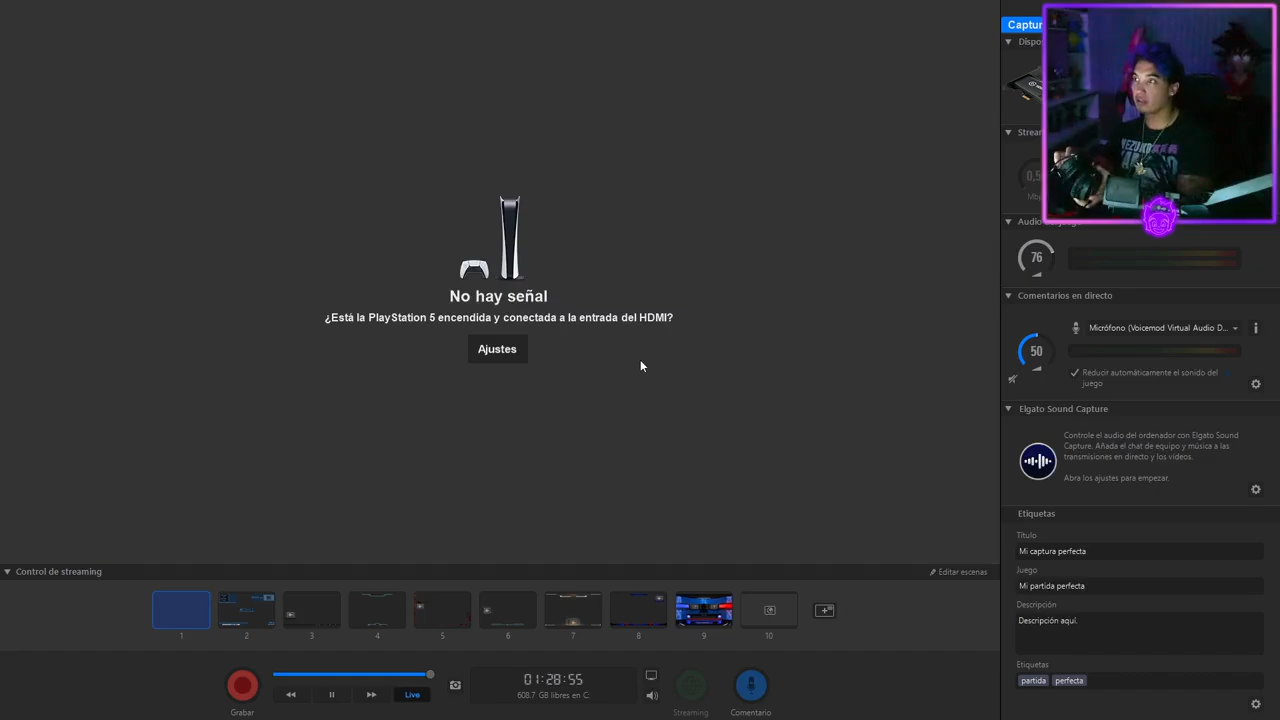 Captur
Dispo
Strea
0,5
Mb
Audio
76
Comentarios en directo
Micrófono (Voicemod Virtual Audio D...
50
Reducir automáticamente el sonido del
juego
Elgato Sound Capture
Controle el audio del ordenador con Elgato Sound
Capture. Añada el chat de equipo y música a las
transmisiones en directo y los vídeos.
Abra los ajustes para empezar.
No hay señal
¿Está la PlayStation 5 encendida y conectada a la entrada del HDMI?
Ajustes
Etiquetas
Título
Mi captura perfecta
Juego
Mi partida perfecta
Descripción
Descripción aquí.
Etiquetas
partida perfecta
Control de streaming
Editar escenas
1 2 3 4 5 6 7 8 9 10
01:28:55
608.7 GB libres en C:
Live
Grabar
Streaming
Comentario